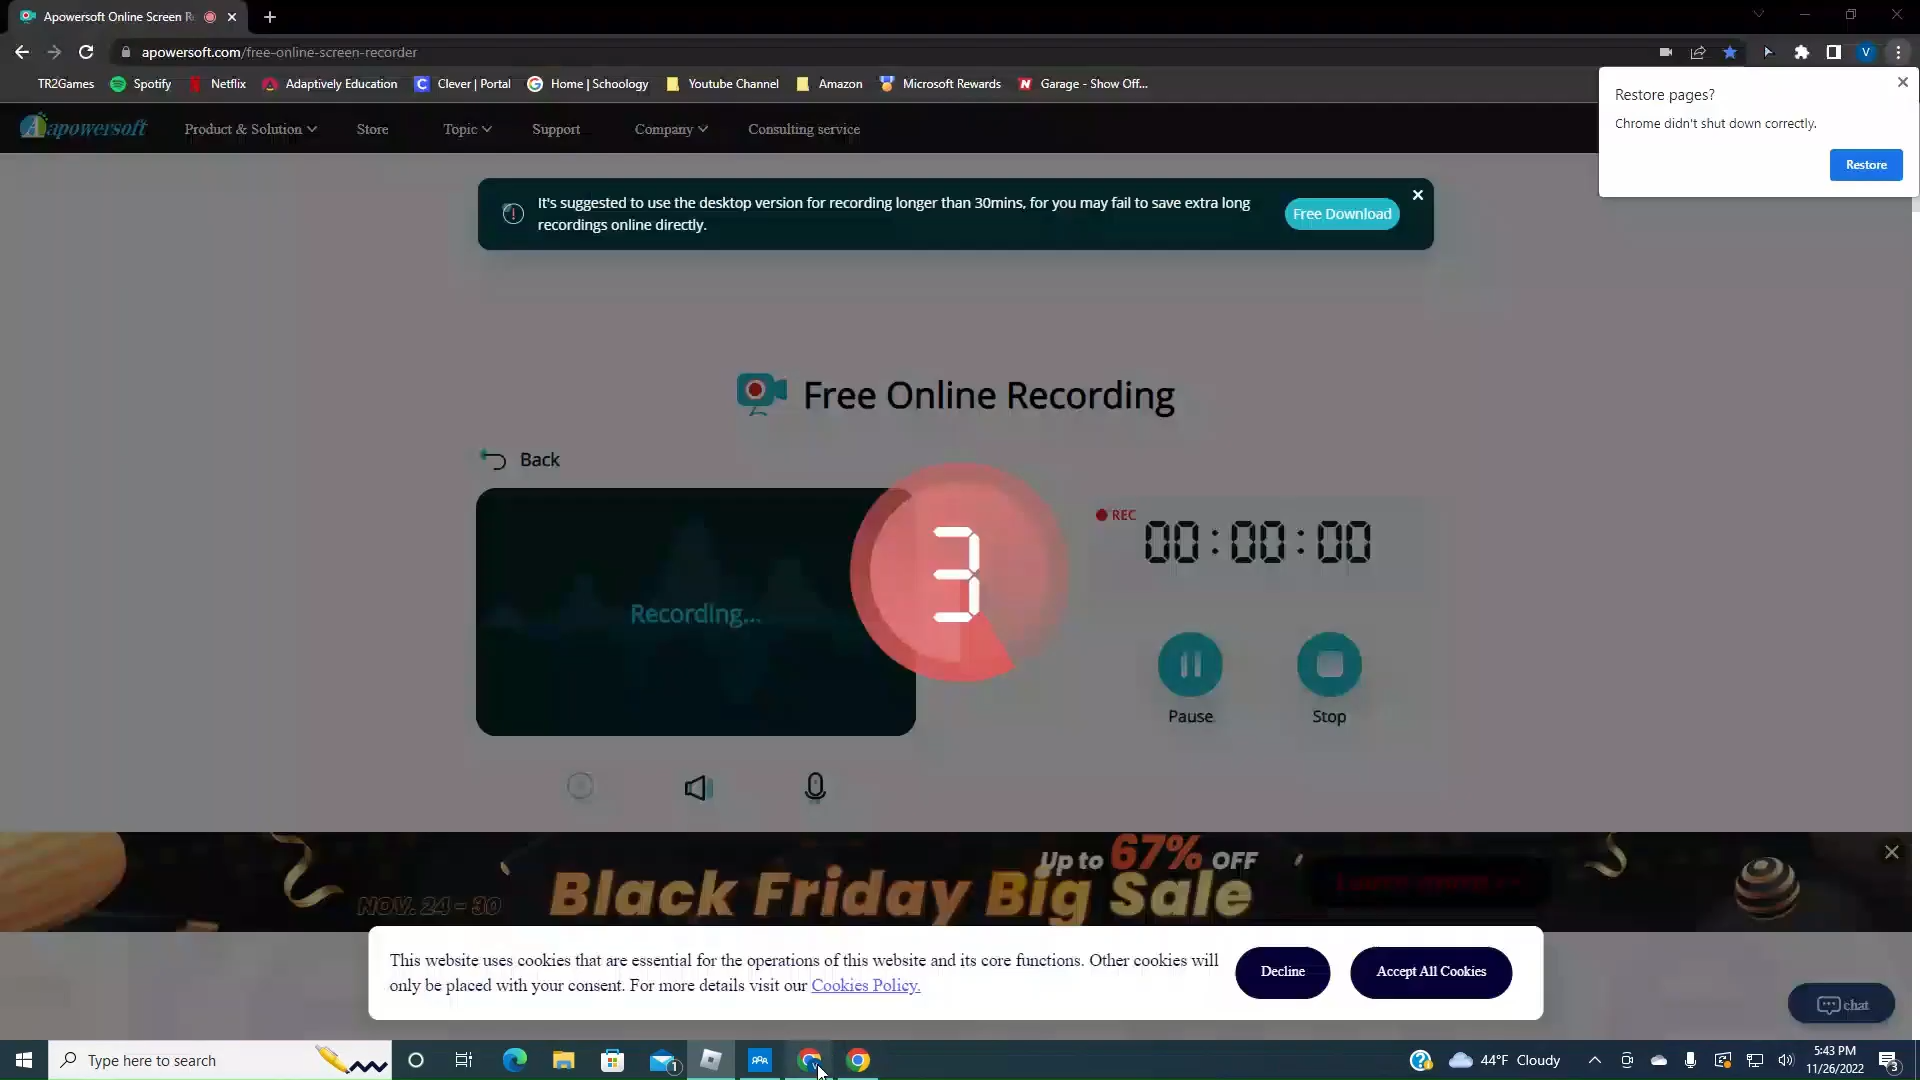 Apowersoft Online Screen R
apowersoft.com/free-online-screen-recorder
TR2Games Spotify Netflix Adaptively Education Clever | Portal Home | Schoology Youtube Channel Amazon Microsoft Rewards Garage - Show Off...
V
Restore pages?
Chrome didn't shut down correctly.
Restore
apowersoft Product & Solution Store Topic Support Company Consulting service
It's suggested to use the desktop version for recording longer than 30mins, for you may fail to save extra long
recordings online directly.
Free Download
Free Online Recording
Back
Recording...
3
REC
00:00:00
Pause Stop
Up to 67% OFF
NOV. 24 - 30 Black Friday Big Sale
This website uses cookies that are essential for the operations of this website and its core functions. Other cookies will
only be placed with your consent. For more details visit our Cookies Policy.
Decline Accept All Cookies
chat
Type here to search
1
44°F Cloudy
5:43 PM
11/26/2022
3